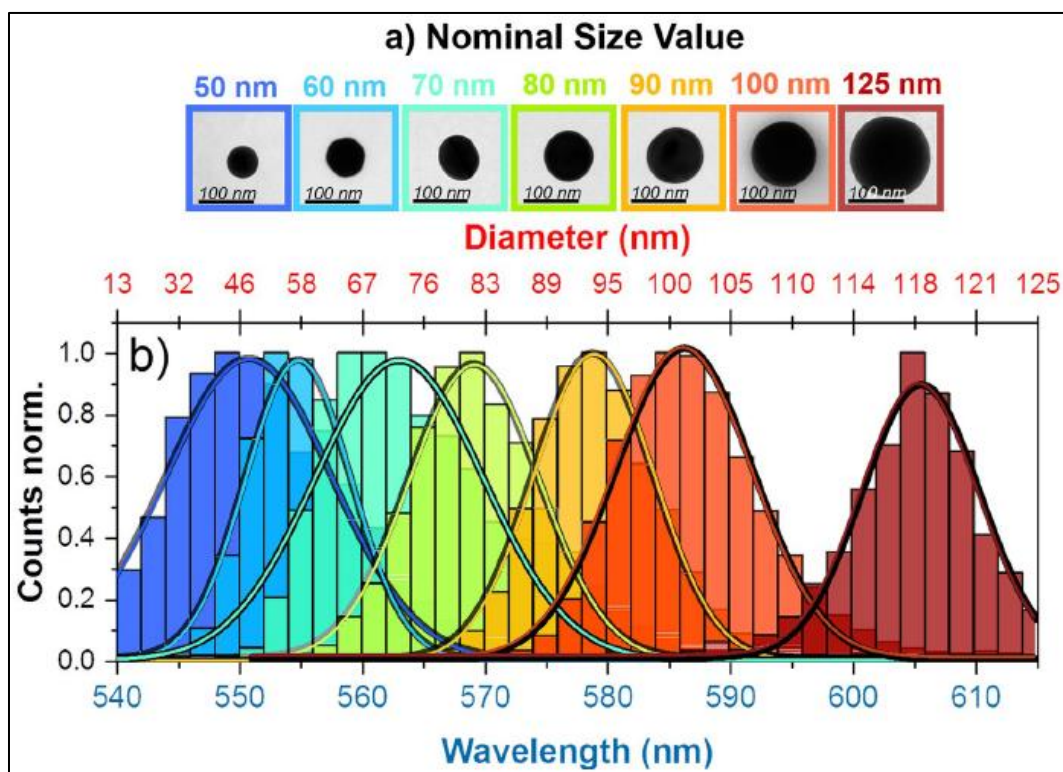 a) Nominal Size Value
50 nm 60 nm 70 nm 80 nm 90 nm 100 nm 125 nm
100 nm 100 nm 100 nm 100 nm 100 nm 100 nm 100 nm
Diameter (nm)
13 32 46 58 67 76 83 89 95 100 105 110 114 118 121 125
b)
Counts norm.
1.0
0.8
0.6
0.4
0.2
0.0
540 550 560 570 580 590 600 610
Wavelength (nm)